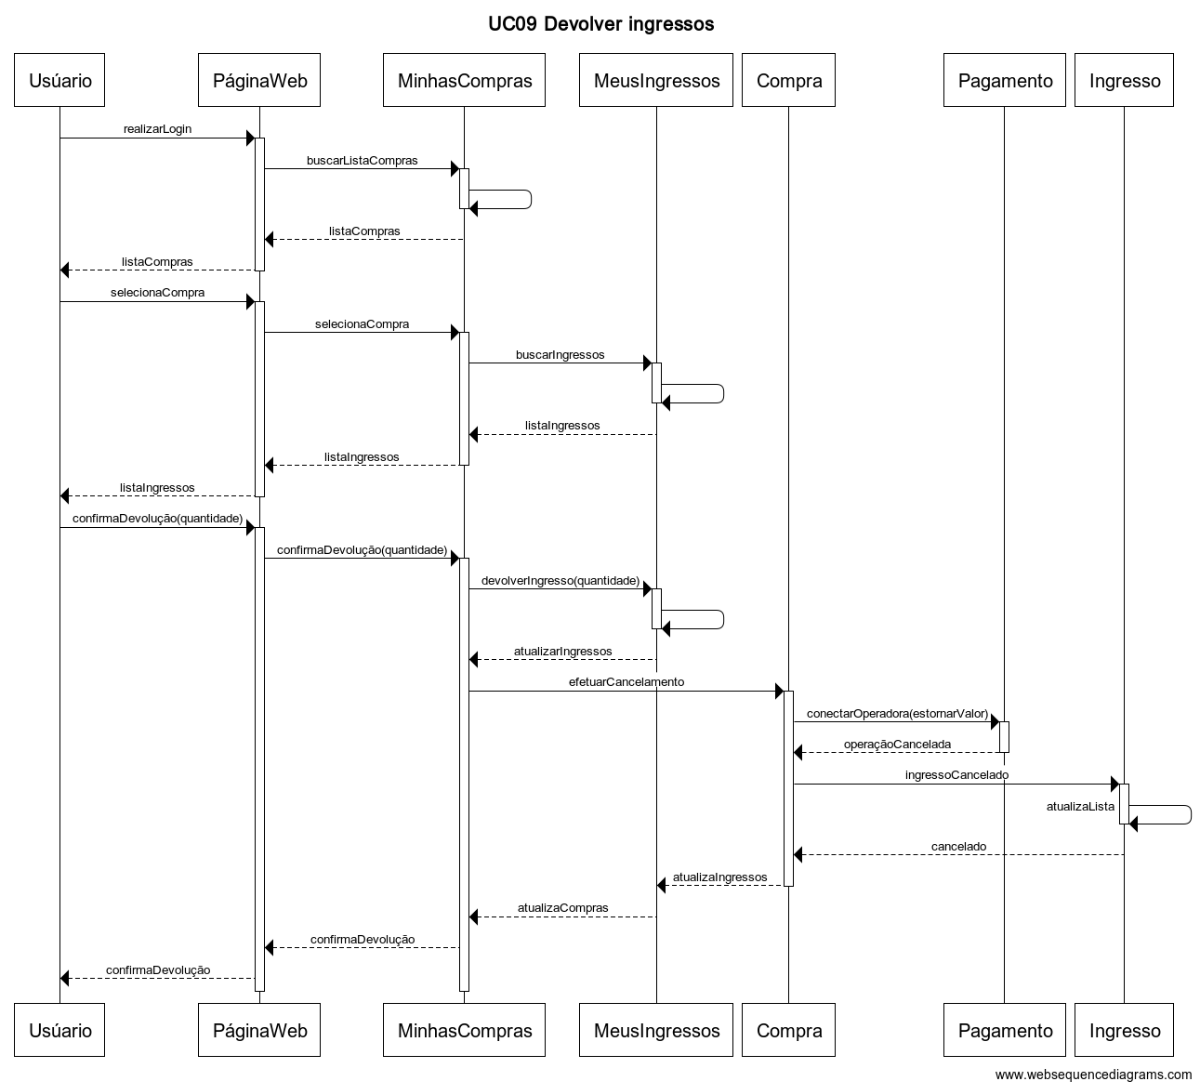 UC09 Devolver ingressos
Usúario
PáginaWeb
MinhasCompras
MeusIngressos
Compra
Pagamento
Ingresso
realizarLogin
buscarListaCompras
listaCompras
listaCompras
selecionaCompra
selecionaCompra
buscarIngressos
listaIngressos
listaIngressos
listaIngressos
confirmaDevolução(quantidade)
confirmaDevolução(quantidade)
devolverIngresso(quantidade)
atualizarIngressos
efetuarCancelamento
conectarOperadora(estornarValor)
operaçãoCancelada
ingressoCancelado
atualizaLista
cancelado
atualizaIngressos
atualizaCompras
confirmaDevolução
confirmaDevolução
Usúario
PáginaWeb
MinhasCompras
MeusIngressos
Compra
Pagamento
Ingresso
www.websequencediagrams.com